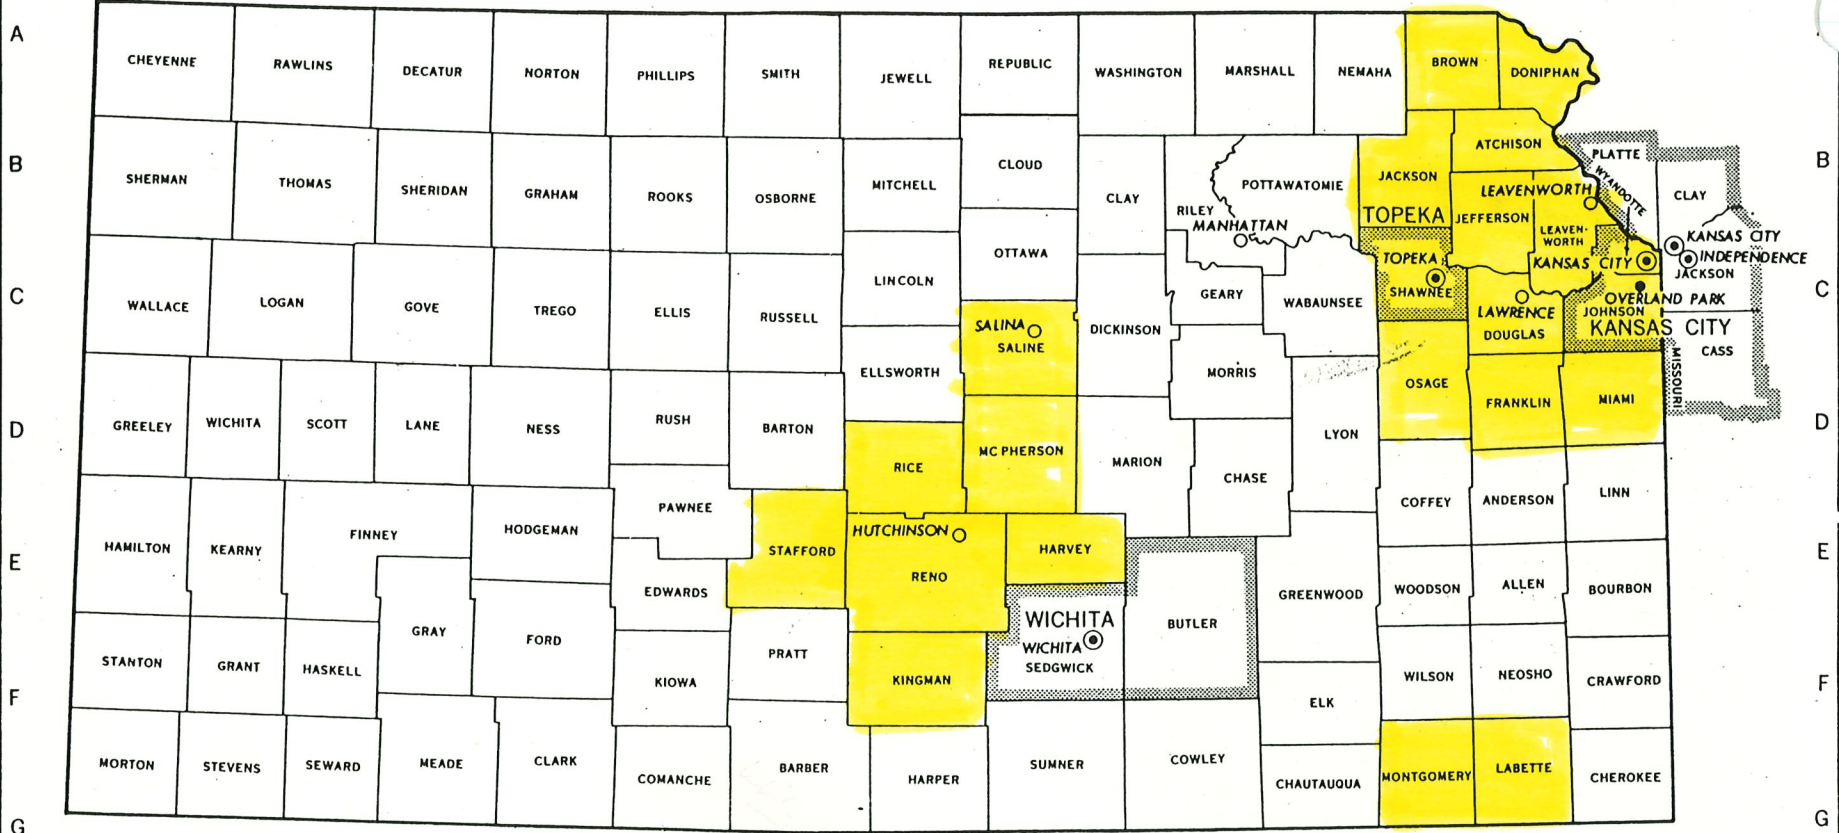 A
CHEYENNE
RAWLINS
DECATUR
NORTON
PHILLIPS
SMITH
JEWELL
REPUBLIC
WASHINGTON
MARSHALL
NEMAHA
BROWN
DONIPHAN
A
B
SHERMAN
THOMAS
SHERIDAN
GRAHAM
ROOKS
OSBORNE
MITCHELL
CLOUD
CLAY
RILEY
MANHATTAN
POTTAWATOMIE
JACKSON
TOPEKA
ATCHISON
JEFFERSON
LEAVENWORTH
LEAVEN-
WORTH
PLATTE
WYANDOTTE
CLAY
B
C
WALLACE
LOGAN
GOVE
TREGO
ELLIS
RUSSELL
LINCOLN
OTTAWA
SALINA
SALINE
DICKINSON
GEARY
WABAUNSEE
TOPEKA
SHAWNEE
KANSAS CITY
LAWRENCE
DOUGLAS
OVERLAND PARK
JOHNSON
KANSAS CITY
KANSAS CITY
INDEPENDENCE
JACKSON
CASS
MISSOURI
C
D
GREELEY
WICHITA
SCOTT
LANE
NESS
RUSH
BARTON
ELLSWORTH
RICE
MC PHERSON
MARION
MORRIS
CHASE
LYON
OSAGE
FRANKLIN
MIAMI
D
E
HAMILTON
KEARNY
FINNEY
HODGEMAN
PAWNEE
EDWARDS
STAFFORD
HUTCHINSON
RENO
HARVEY
BUTLER
GREENWOOD
COFFEY
ANDERSON
LINN
WOODSON
ALLEN
BOURBON
E
F
STANTON
GRANT
HASKELL
GRAY
FORD
KIOWA
PRATT
KINGMAN
WICHITA
WICHITA
SEDGWICK
ELK
WILSON
NEOSHO
CRAWFORD
F
G
MORTON
STEVENS
SEWARD
MEADE
CLARK
COMANCHE
BARBER
HARPER
SUMNER
COWLEY
CHAUTAUQUA
MONTGOMERY
LABETTE
CHEROKEE
G